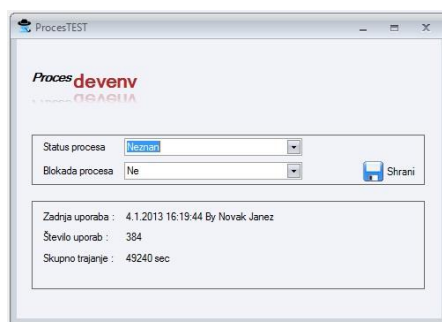 ProcesTEST
Proces devenv
Status procesa Neznan
Blokada procesa Ne
Shrani
Zadnja uporaba : 4.1.2013 16:19:44 By Novak Janez
Število uporab : 384
Skupno trajanje : 49240 sec